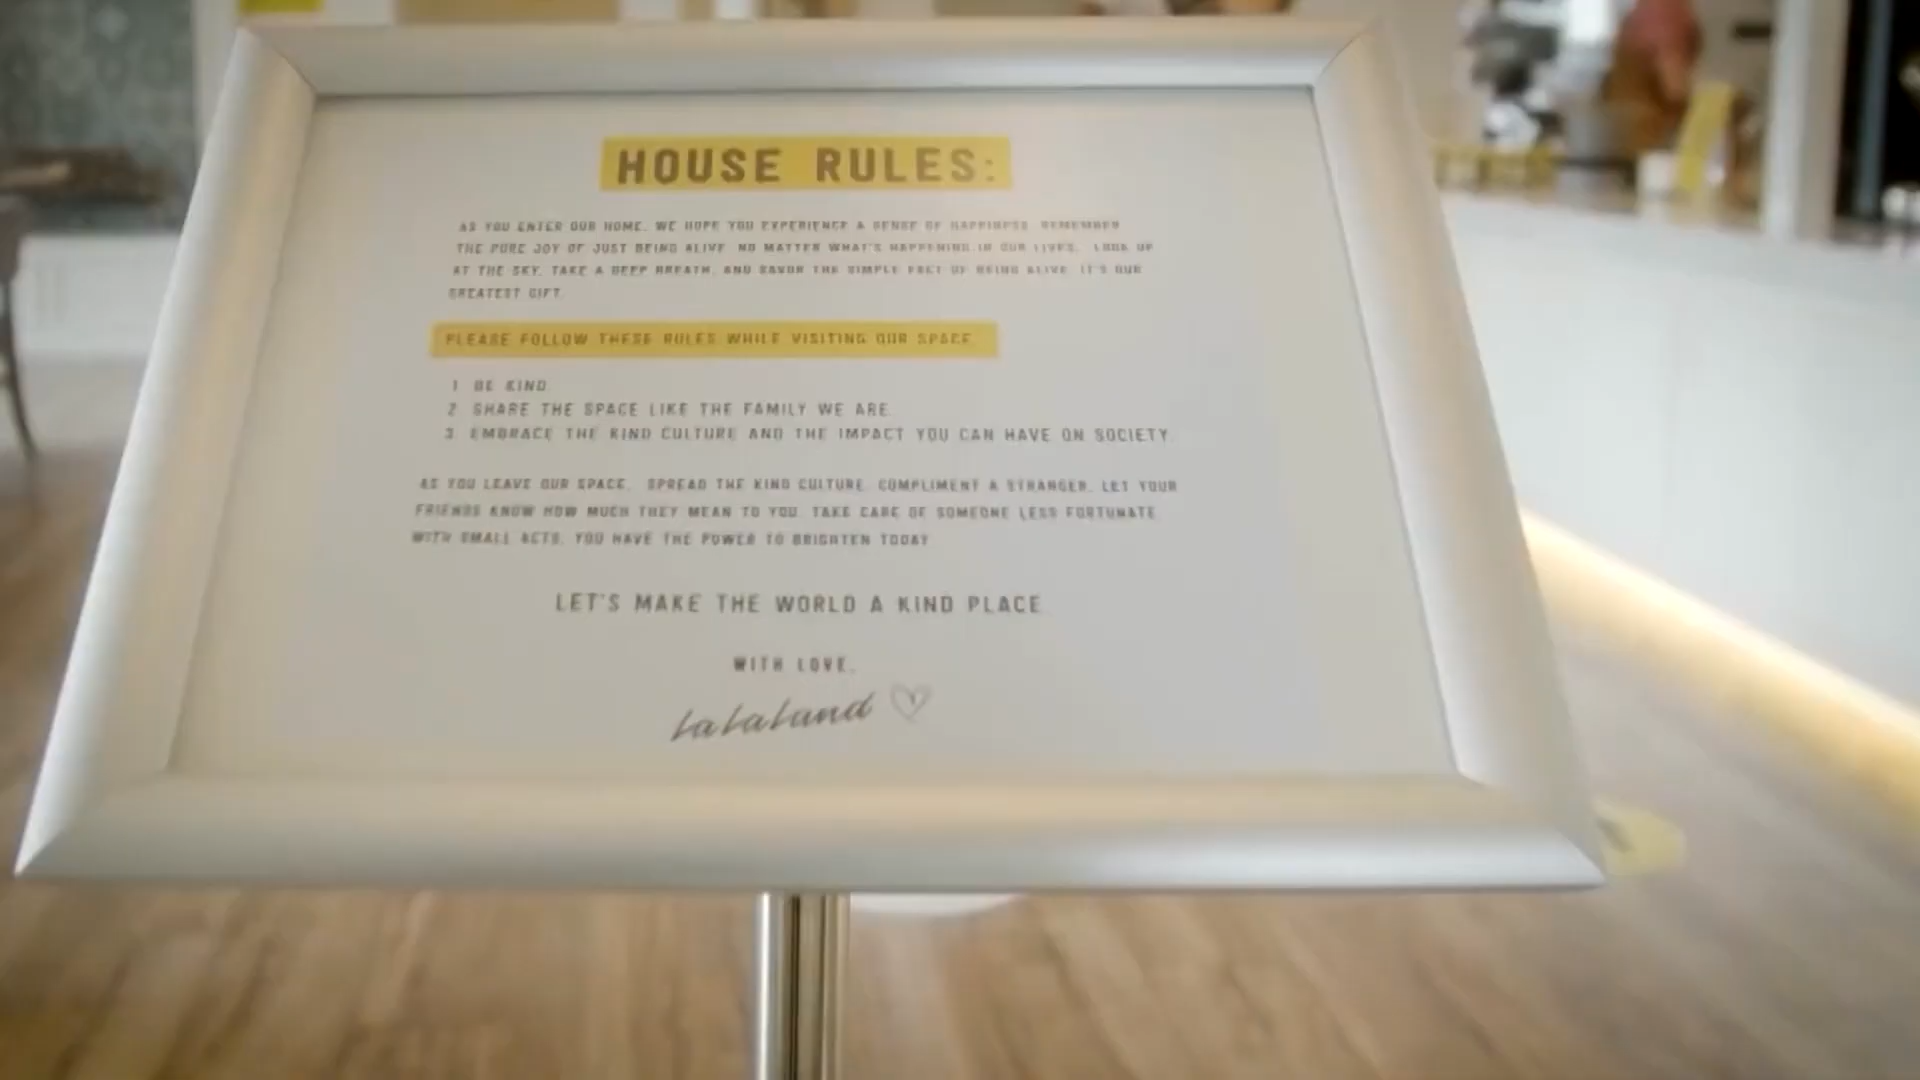 HOUSE RULES:
AS YOU ENTER OUR HOME, WE HOPE YOU EXPERIENCE A SENSE OF HAPPINESS. REMEMBER
THE PURE JOY OF JUST BEING ALIVE NO MATTER WHAT'S HAPPENING IN OUR LIVES. LOOK UP
AT THE SKY, TAKE A DEEP BREATH, AND SAVOR THE SIMPLE FACT OF BEING ALIVE. IT'S OUR
GREATEST GIFT.
PLEASE FOLLOW THESE RULES WHILE VISITING OUR SPACE.
1. BE KIND.
2. SHARE THE SPACE LIKE THE FAMILY WE ARE.
3. EMBRACE THE KIND CULTURE AND THE IMPACT YOU CAN HAVE ON SOCIETY.
AS YOU LEAVE OUR SPACE, SPREAD THE KIND CULTURE. COMPLIMENT A STRANGER. LET YOUR
FRIENDS KNOW HOW MUCH THEY MEAN TO YOU. TAKE CARE OF SOMEONE LESS FORTUNATE
WITH SMALL ACTS. YOU HAVE THE POWER TO BRIGHTEN TODAY.
LET'S MAKE THE WORLD A KIND PLACE.
WITH LOVE,
La La Land ♡